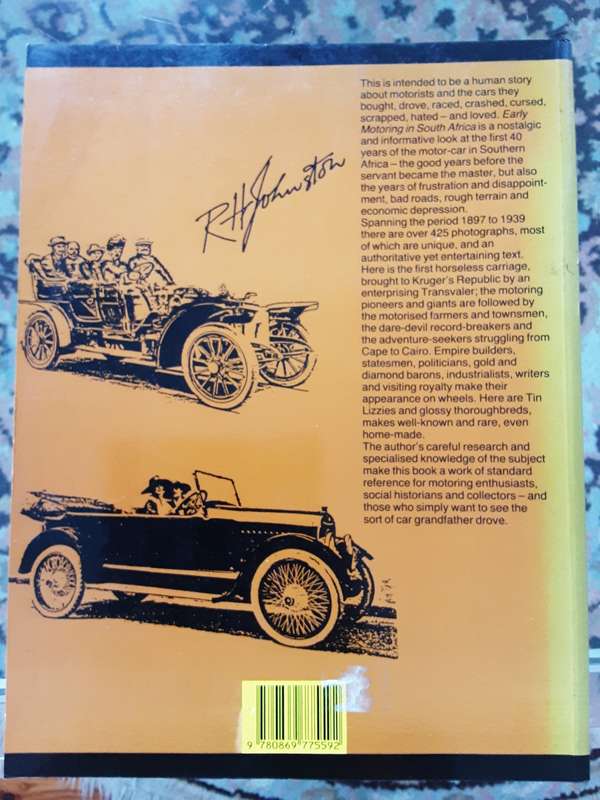 This is intended to be a human story
about motorists and the cars they
bought, drove, raced, crashed, cursed,
scrapped, hated – and loved. Early
Motoring in South Africa is a nostalgic
and informative look at the first 40
years of the motor-car in Southern
Africa – the good years before the
servant became the master, but also
the years of frustration and disappoint-
ment, bad roads, rough terrain and
economic depression.
Spanning the period 1897 to 1939
there are over 425 photographs, most
of which are unique, and an
authoritative yet entertaining text.
Here is the first horseless carriage,
brought to Kruger's Republic by an
enterprising Transvaler; the motoring
pioneers and giants are followed by
the motorised farmers and townsmen,
the dare-devil record-breakers and
the adventure-seekers struggling from
Cape to Cairo. Empire builders,
statesmen, politicians, gold and
diamond barons, industrialists, writers
and visiting royalty make their
appearance on wheels. Here are Tin
Lizzies and glossy thoroughbreds,
makes well-known and rare, even
home-made.
The author's careful research and
specialised knowledge of the subject
make this book a work of standard
reference for motoring enthusiasts,
social historians and collectors – and
those who simply want to see the
sort of car grandfather drove.
RHJohnston
9 780869 775592